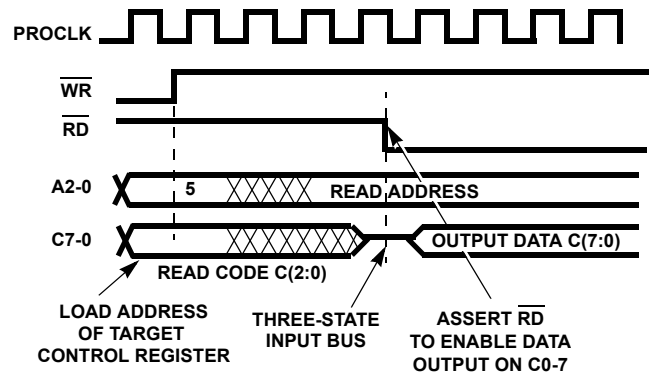 PROCLK
WR
RD
A2-0 5 READ ADDRESS
C7-0 OUTPUT DATA C(7:0)
READ CODE C(2:0)
LOAD ADDRESS
OF TARGET
CONTROL REGISTER
THREE-STATE
INPUT BUS
ASSERT RD
TO ENABLE DATA
OUTPUT ON C0-7